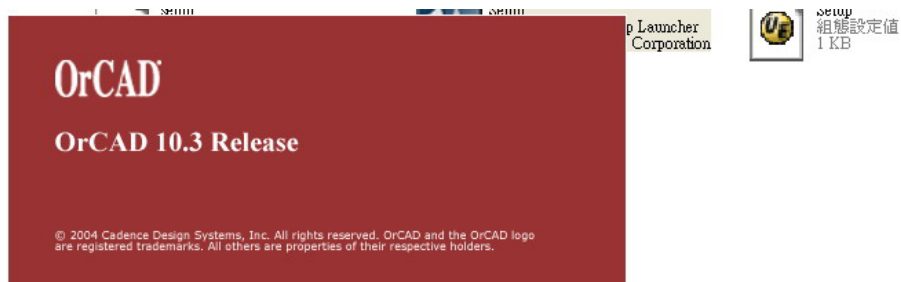 Setup
Setup
Setup
p Launcher
Corporation
組態設定值
1 KB
OrCAD
OrCAD 10.3 Release
© 2004 Cadence Design Systems, Inc. All rights reserved. OrCAD and the OrCAD logo
are registered trademarks. All others are properties of their respective holders.